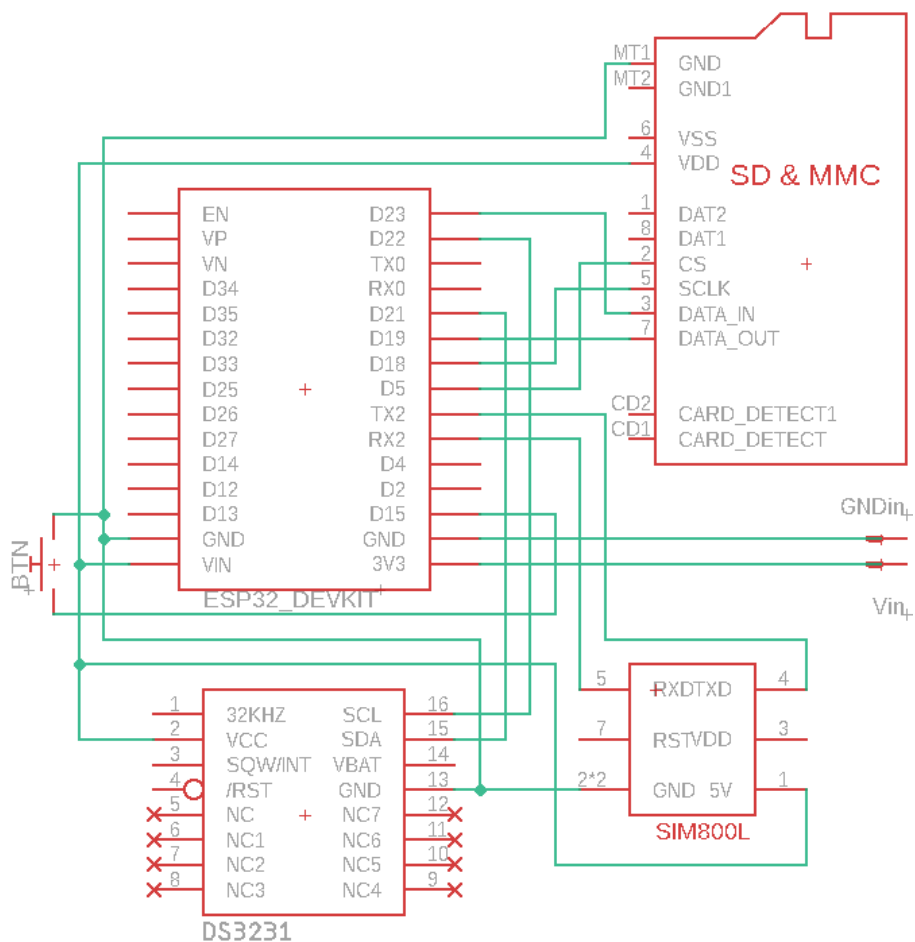 MT1 GND
MT2 GND1
6 VSS
4 VDD
SD & MMC
1 DAT2
8 DAT1
2 CS
5 SCLK
3 DATA_IN
7 DATA_OUT
CD2 CARD_DETECT1
CD1 CARD_DETECT
EN D23
VP D22
VN TX0
D34 RX0
D35 D21
D32 D19
D33 D18
D25 D5
D26 TX2
D27 RX2
D14 D4
D12 D2
D13 D15
GND GND
VIN 3V3
ESP32_DEVKIT
BTN
GNDin
Vin
5 RXDTXD 4
7 RSTVDD 3
2*2 GND 5V 1
SIM800L
1 32KHZ SCL 16
2 VCC SDA 15
3 SQW/INT VBAT 14
4 /RST GND 13
5 NC NC7 12
6 NC1 NC6 11
7 NC2 NC5 10
8 NC3 NC4 9
DS3231